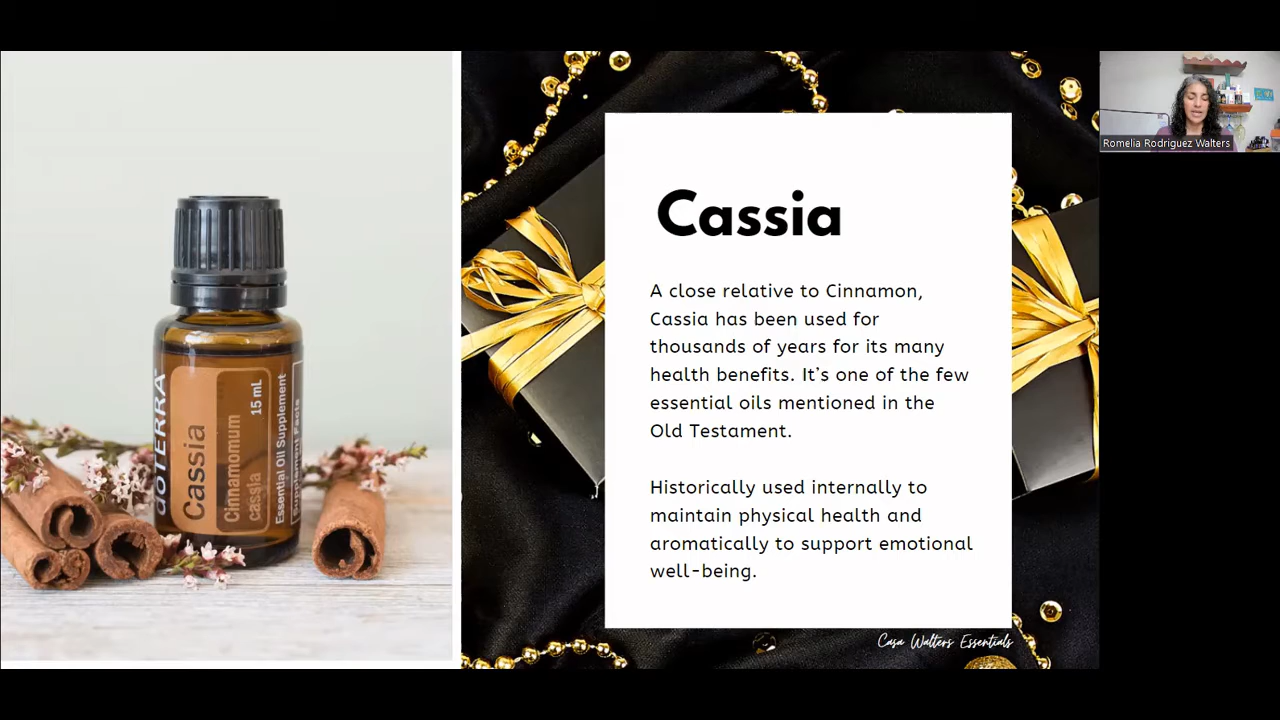 Cassia
A close relative to Cinnamon,
Cassia has been used for
thousands of years for its many
health benefits. It’s one of the few
essential oils mentioned in the
Old Testament.
Historically used internally to
maintain physical health and
aromatically to support emotional
well-being.
Casa Walters Essentials
dōTERRA
Cassia
Cinnamomum
cassia
15 mL
Essential Oil Supplement
Supplement Facts
Romelia Rodriguez Walters